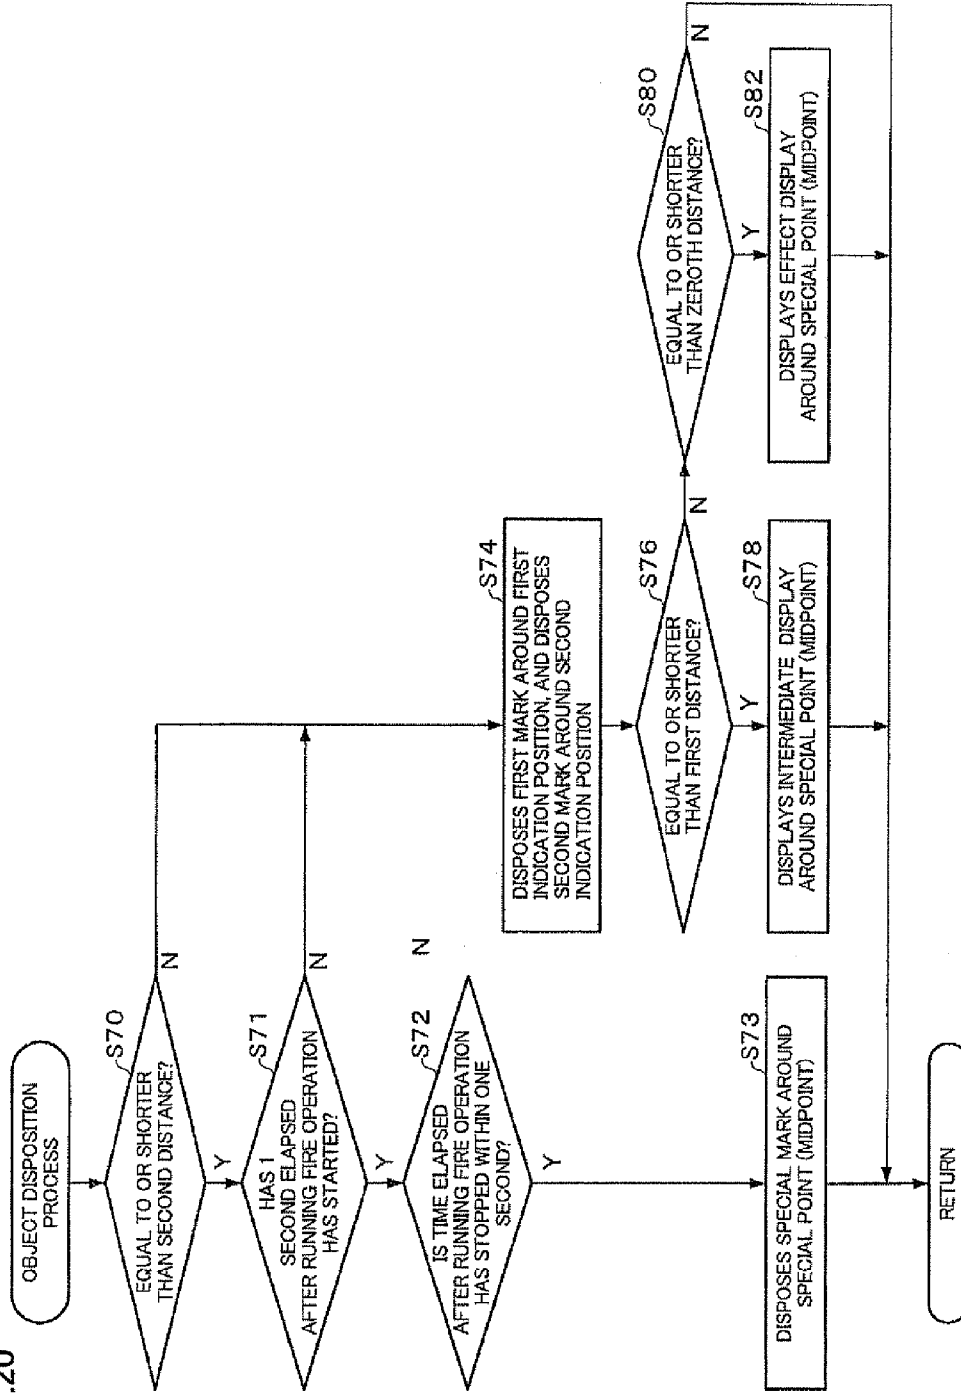 .20
OBJECT DISPOSITION
PROCESS
S70
EQUAL TO OR SHORTER
THAN SECOND DISTANCE?
N
Y
S71
HAS 1
SECOND ELAPSED
AFTER RUNNING FIRE OPERATION
HAS STARTED?
N
Y
S72
IS TIME ELAPSED
AFTER RUNNING FIRE OPERATION
HAS STOPPED WITHIN ONE
SECOND?
N
Y
S73
DISPOSES SPECIAL MARK AROUND
SPECIAL POINT (MIDPOINT)
RETURN
S74
DISPOSES FIRST MARK AROUND FIRST
INDICATION POSITION, AND DISPOSES
SECOND MARK AROUND SECOND
INDICATION POSITION
S76
EQUAL TO OR SHORTER
THAN FIRST DISTANCE?
N
Y
S78
DISPLAYS INTERMEDIATE DISPLAY
AROUND SPECIAL POINT (MIDPOINT)
S80
EQUAL TO OR SHORTER
THAN ZEROTH DISTANCE?
N
Y
S82
DISPLAYS EFFECT DISPLAY
AROUND SPECIAL POINT (MIDPOINT)